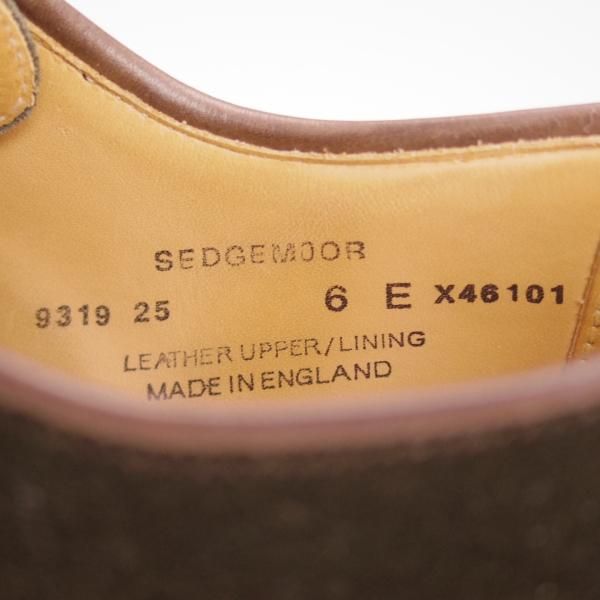 SEDGEMOOR
9319 25 6 E X46101
LEATHER UPPER/LINING
MADE IN ENGLAND